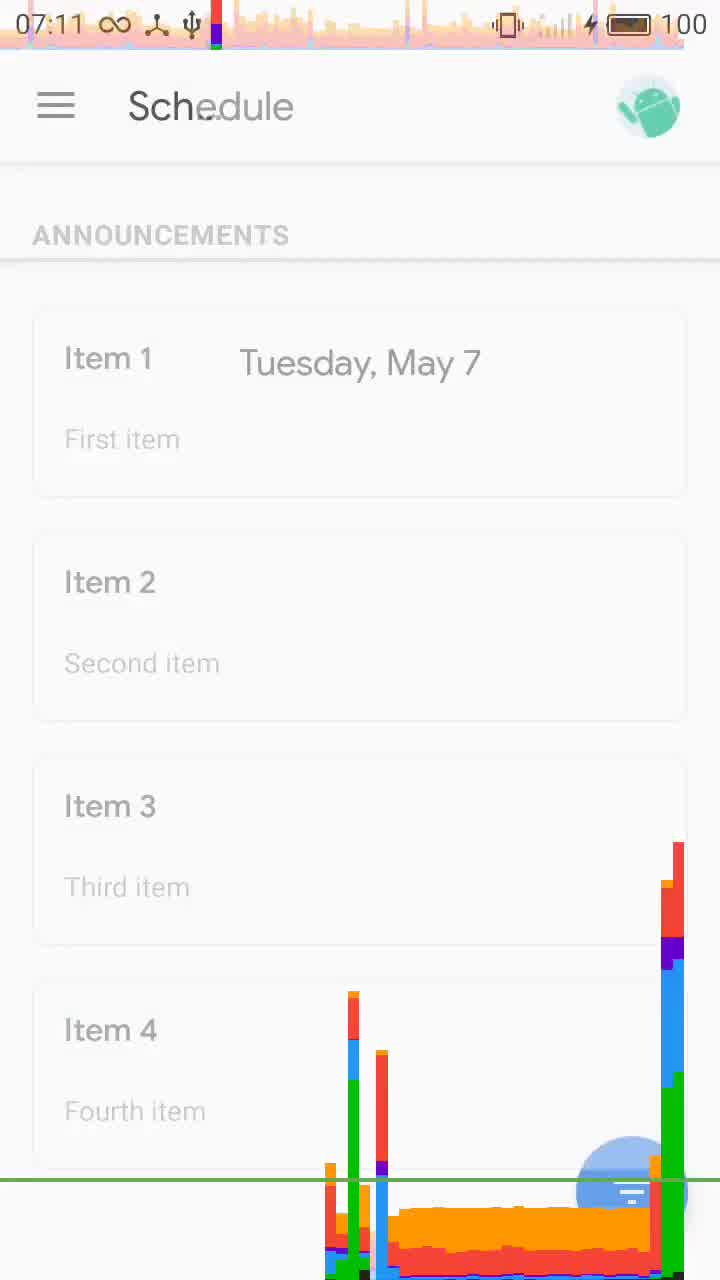 07:11 100
Schedule
ANNOUNCEMENTS
Item 1
Tuesday, May 7
First item
Item 2
Second item
Item 3
Third item
Item 4
Fourth item